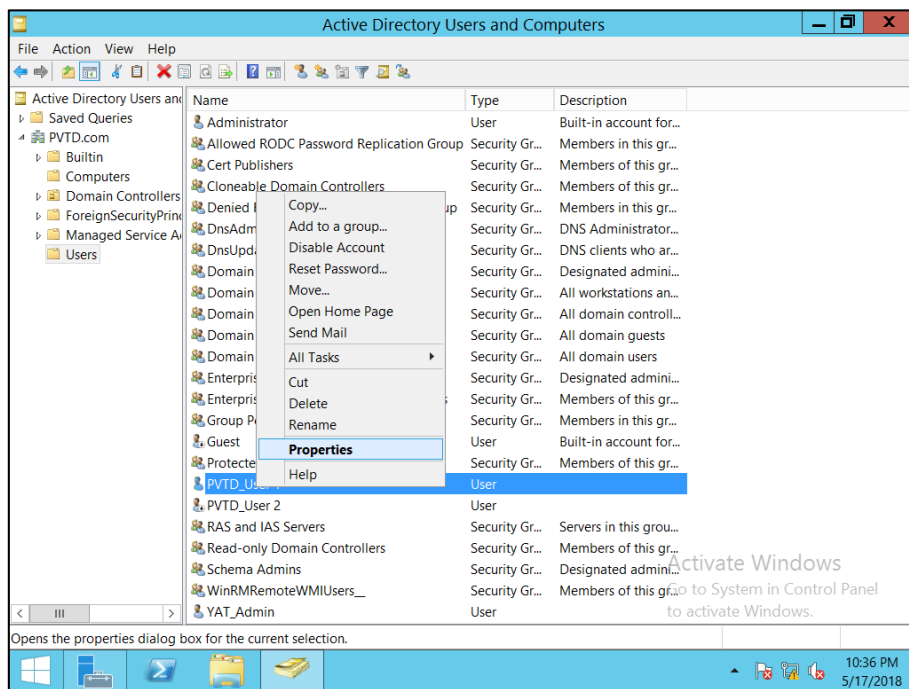 Active Directory Users and Computers
File Action View Help
Active Directory Users and
Saved Queries
PVTD.com
Builtin
Computers
Domain Controllers
ForeignSecurityPrin
Managed Service A
Users
Name Type Description
Administrator User Built-in account for...
Allowed RODC Password Replication Group Security Gr... Members in this gr...
Cert Publishers Security Gr... Members of this gr...
Cloneable Domain Controllers Security Gr... Members of this gr...
Denied up Security Gr... Members in this gr...
DnsAdm Security Gr... DNS Administrator...
DnsUpd Security Gr... DNS clients who ar...
Domain Security Gr... Designated admini...
Domain Security Gr... All workstations an...
Domain Security Gr... All domain controll...
Domain Security Gr... All domain guests
Domain Security Gr... All domain users
Enterpris Security Gr... Designated admini...
Enterpris s Security Gr... Members of this gr...
Group P Security Gr... Members in this gr...
Guest User Built-in account for...
Protecte Security Gr... Members of this gr...
PVTD_User User
PVTD_User 2 User
RAS and IAS Servers Security Gr... Servers in this grou...
Read-only Domain Controllers Security Gr... Members of this gr...
Schema Admins Security Gr... Designated admini...
WinRMRemoteWMIUsers__ Security Gr... Members of this gr...
YAT_Admin User
Copy...
Add to a group...
Disable Account
Reset Password...
Move...
Open Home Page
Send Mail
All Tasks
Cut
Delete
Rename
Properties
Help
Activate Windows
Go to System in Control Panel
to activate Windows.
Opens the properties dialog box for the current selection.
10:36 PM
5/17/2018